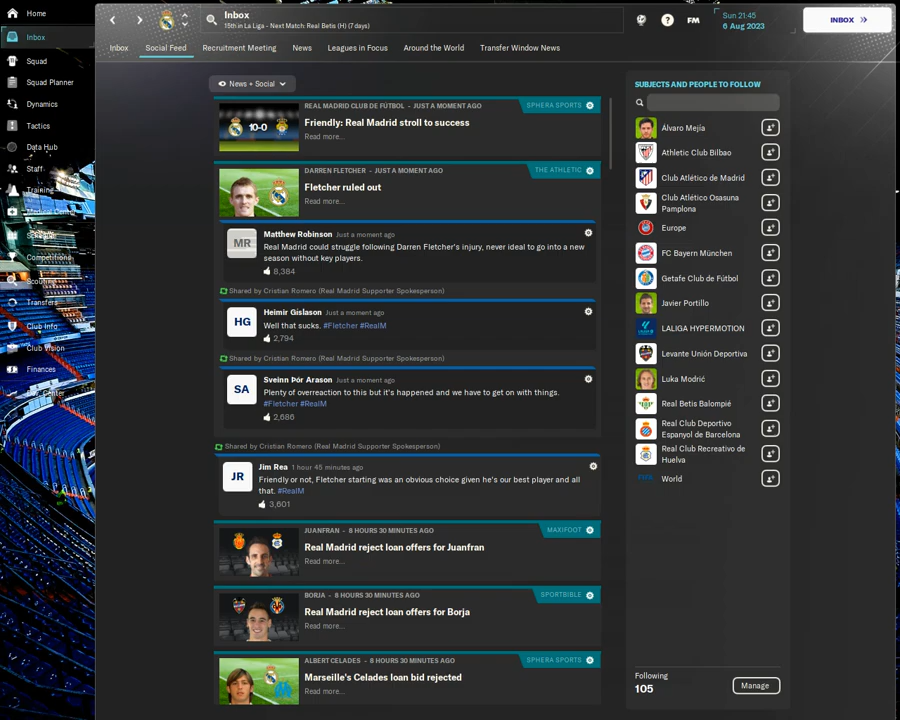 Home
Inbox
Squad
Squad Planner
Dynamics
Tactics
Data Hub
Staff
Training
Competitions
Scouting
Transfers
Club Info
Club Vision
Finances
Inbox
15th in La Liga - Next Match: Real Betis (H) (7 days)
?
FM
Sun 21:45
6 Aug 2023
INBOX
Inbox
Social Feed
Recruitment Meeting
News
Leagues in Focus
Around the World
Transfer Window News
News + Social
REAL MADRID CLUB DE FÚTBOL - JUST A MOMENT AGO
SPHERA SPORTS
10-0
Friendly: Real Madrid stroll to success
Read more...
DARREN FLETCHER - JUST A MOMENT AGO
THE ATHLETIC
Fletcher ruled out
Read more...
MR
Matthew Robinson Just a moment ago
Real Madrid could struggle following Darren Fletcher's injury, never ideal to go into a new
season without key players.
8,384
Shared by Cristian Romero (Real Madrid Supporter Spokesperson)
HG
Heimir Gislason Just a moment ago
Well that sucks. #Fletcher #RealM
2,794
Shared by Cristian Romero (Real Madrid Supporter Spokesperson)
SA
Sveinn Þór Arason Just a moment ago
Plenty of overreaction to this but it's happened and we have to get on with things.
#Fletcher #RealM
2,686
Shared by Cristian Romero (Real Madrid Supporter Spokesperson)
JR
Jim Rea 1 hour 45 minutes ago
Friendly or not, Fletcher starting was an obvious choice given he's our best player and all
that. #RealM
3,601
JUANFRAN - 8 HOURS 30 MINUTES AGO
MAXIFOOT
Real Madrid reject loan offers for Juanfran
Read more...
BORJA - 8 HOURS 30 MINUTES AGO
SPORTBIBLE
Real Madrid reject loan offers for Borja
Read more...
ALBERT CELADES - 8 HOURS 30 MINUTES AGO
SPHERA SPORTS
Marseille's Celades loan bid rejected
Read more...
SUBJECTS AND PEOPLE TO FOLLOW
Álvaro Mejía
Athletic Club Bilbao
Club Atlético de Madrid
Club Atlético Osasuna
Pamplona
Europe
FC Bayern München
Getafe Club de Fútbol
Javier Portillo
LALIGA HYPERMOTION
Levante Unión Deportiva
Luka Modrić
Real Betis Balompié
Real Club Deportivo
Espanyol de Barcelona
Real Club Recreativo de
Huelva
World
Following
105
Manage